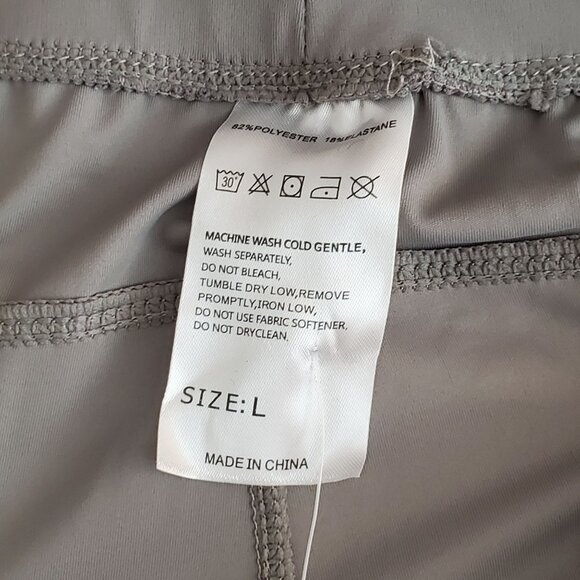 82%POLYESTER 18%ELASTANE
30°
MACHINE WASH COLD GENTLE,
WASH SEPARATELY,
DO NOT BLEACH,
TUMBLE DRY LOW,REMOVE
PROMPTLY,IRON LOW,
DO NOT USE FABRIC SOFTENER,
DO NOT DRYCLEAN.
SIZE:L
MADE IN CHINA